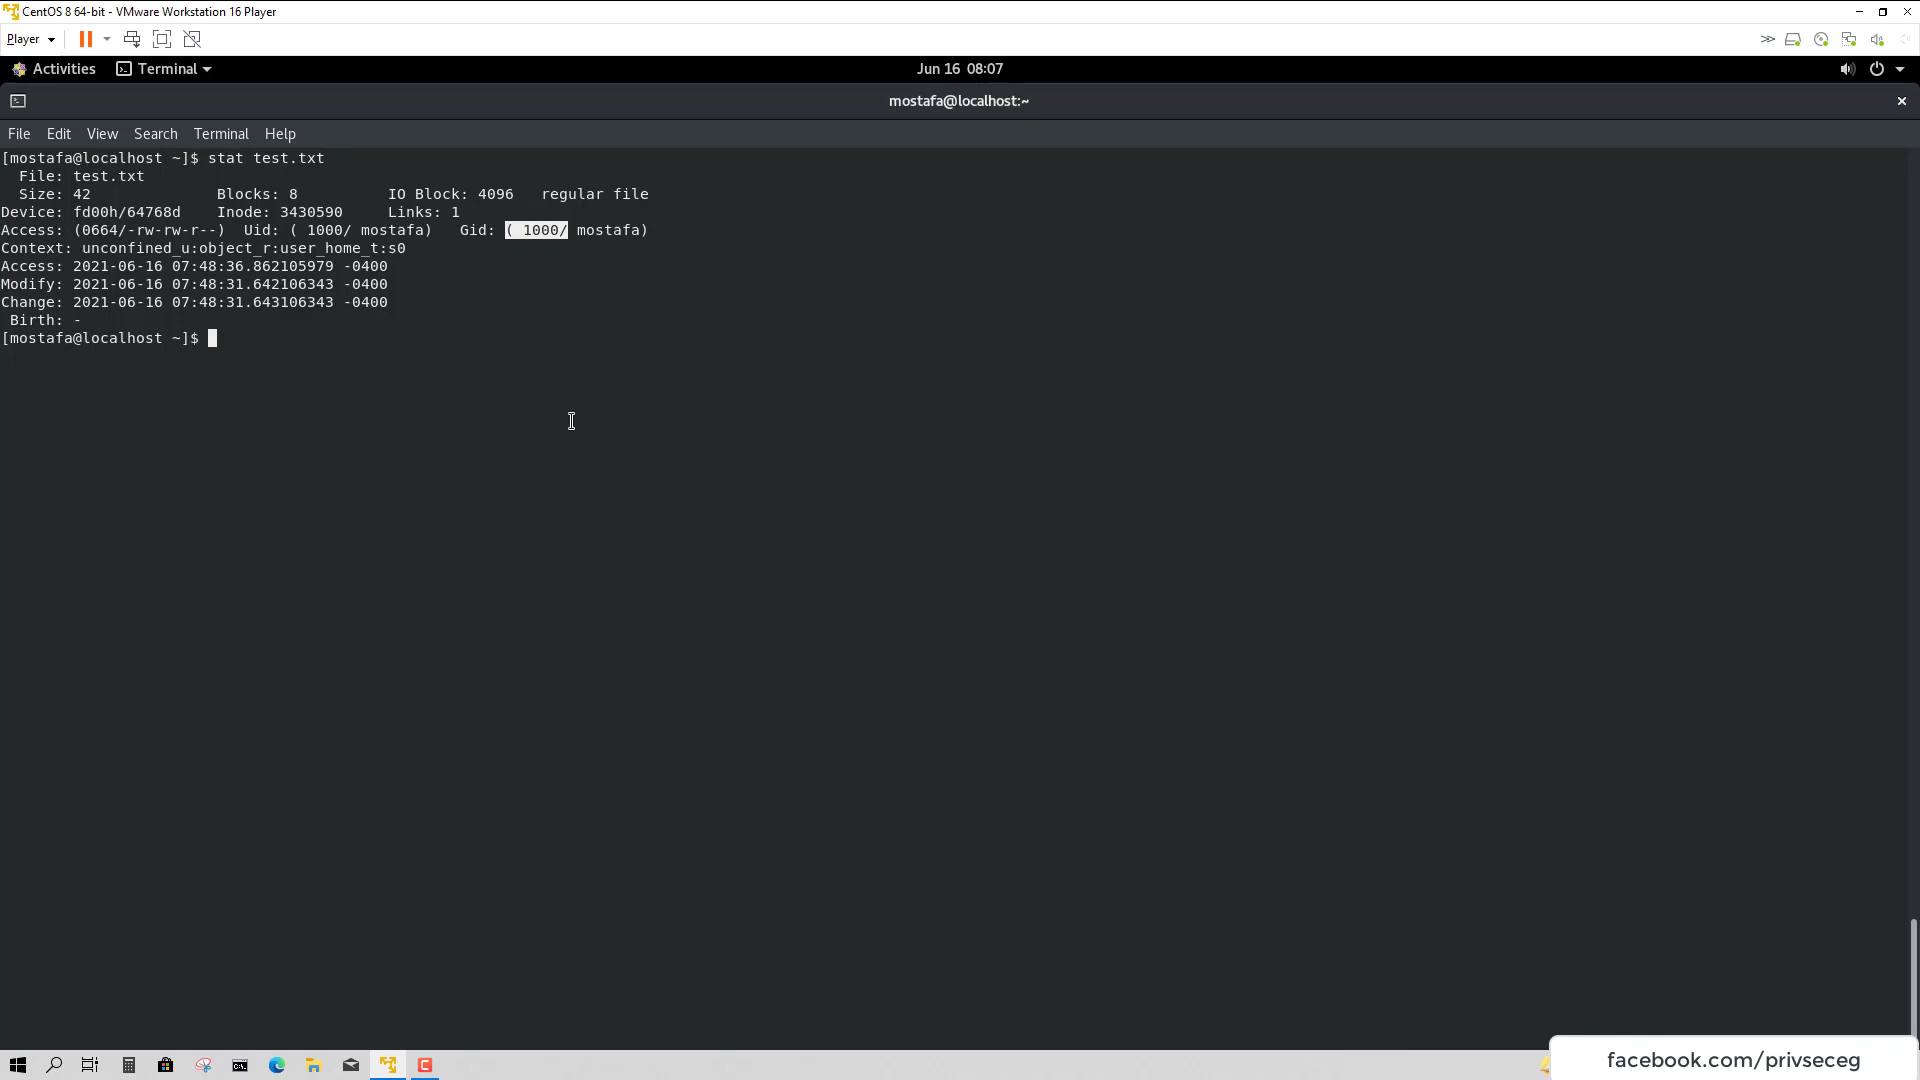 CentOS 8 64-bit - VMware Workstation 16 Player
Player
Activities Terminal Jun 16 08:07
mostafa@localhost:~
File Edit View Search Terminal Help
[mostafa@localhost ~]$ stat test.txt
File: test.txt
Size: 42 Blocks: 8 IO Block: 4096 regular file
Device: fd00h/64768d Inode: 3430590 Links: 1
Access: (0664/-rw-rw-r--) Uid: ( 1000/ mostafa) Gid: ( 1000/ mostafa)
Context: unconfined_u:object_r:user_home_t:s0
Access: 2021-06-16 07:48:36.862105979 -0400
Modify: 2021-06-16 07:48:31.642106343 -0400
Change: 2021-06-16 07:48:31.643106343 -0400
Birth: -
[mostafa@localhost ~]$
facebook.com/privseceg